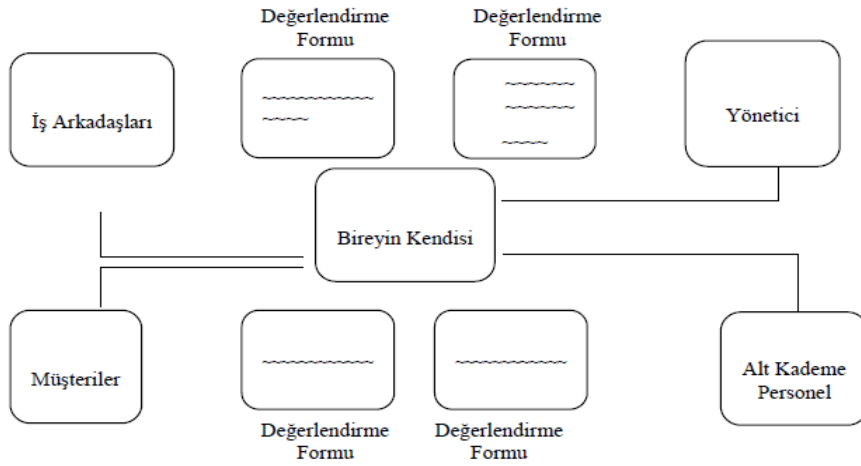 Değerlendirme
Formu
Değerlendirme
Formu
İş Arkadaşları
Yönetici
Bireyin Kendisi
Müşteriler
Alt Kademe
Personel
Değerlendirme
Formu
Değerlendirme
Formu